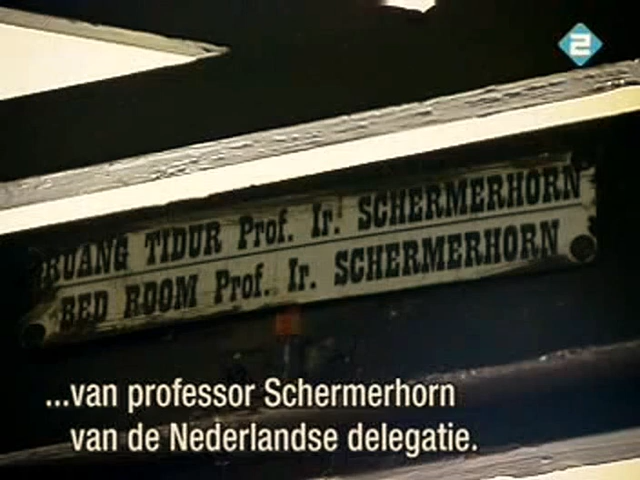 2
RUANG TIDUR Prof. Ir. SCHERMERHORN
BED ROOM Prof. Ir. SCHERMERHORN
...van professor Schermerhorn
van de Nederlandse delegatie.